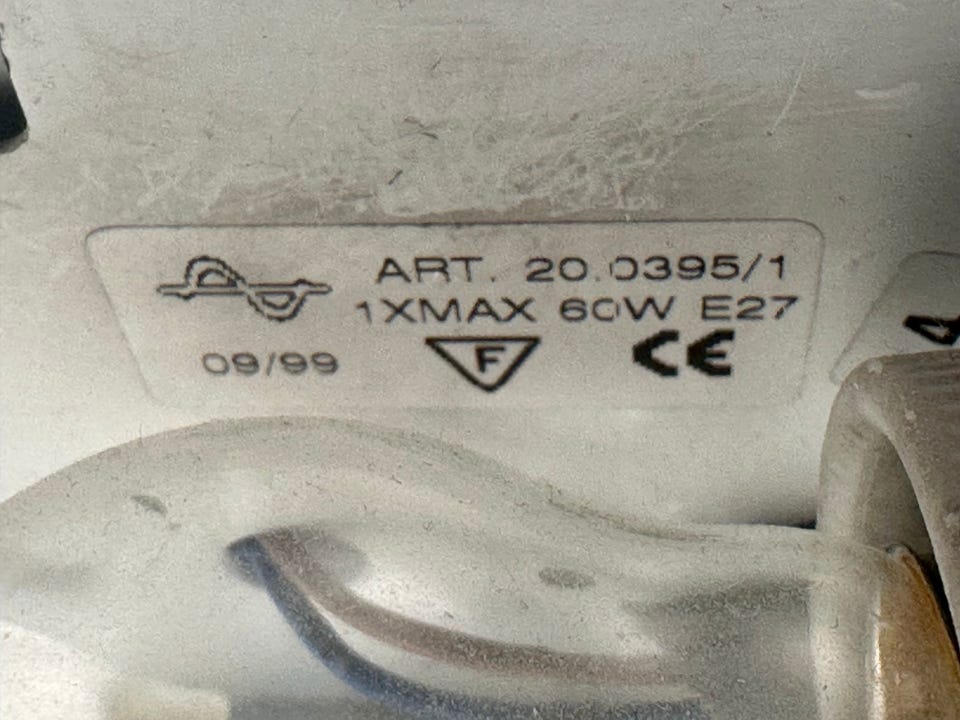 ART. 20.0395/1
1XMAX 60W E27
09/99 F CE